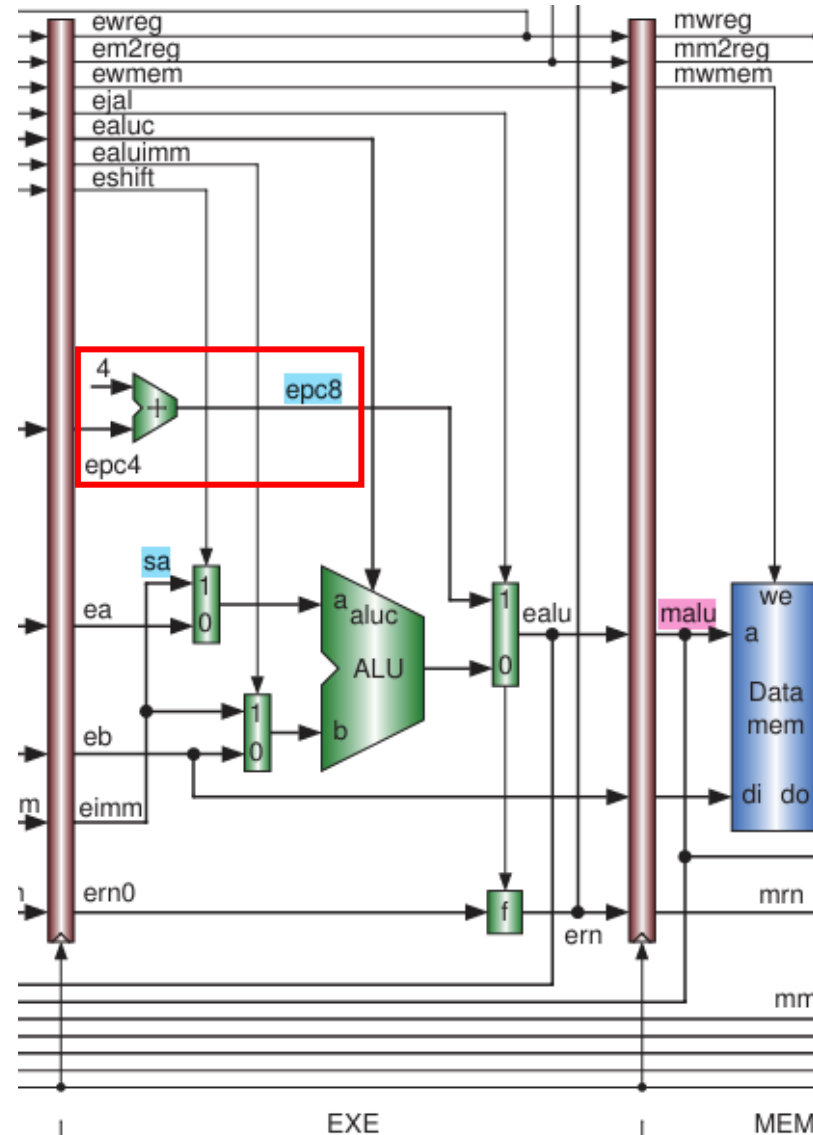 ewreg
mwreg
em2reg
mm2reg
ewmem
mwmem
ejal
ealuc
ealuimm
eshift
4
+
epc8
epc4
sa
1
0
ea
a
aluc
ALU
b
1
0
ealu
malu
we
a
Data
mem
di do
1
0
eb
m
eimm
ern0
f
ern
mrn
mm
EXE
MEM